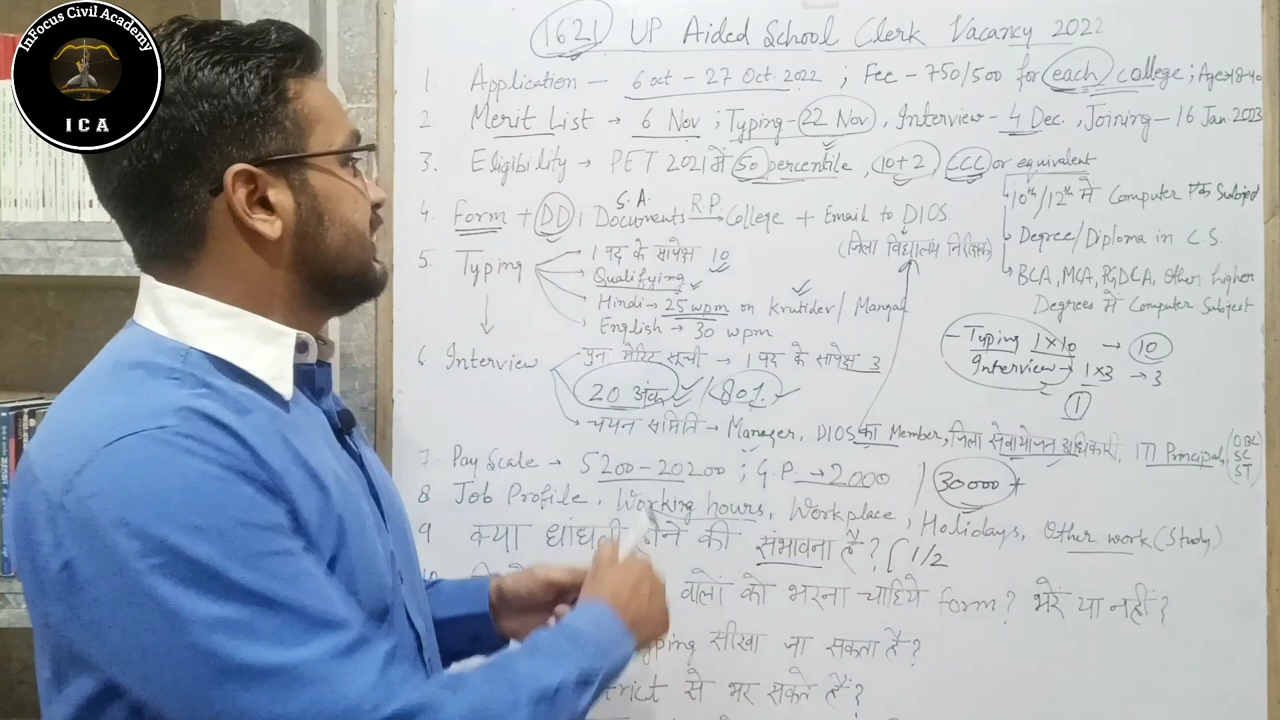 InFocus Civil Academy
ICA
1621 UP Aided School Clerk Vacancy 2022
1. Application – 6 oct – 27 Oct. 2022 ; Fee – 750/500 for each college ; Age→18-40
2 Merit List → 6 Nov ; Typing – 22 Nov , Interview – 4 Dec. , Joining – 16 Jan 2023
3. Eligibility → PET 2021 में 50 percentile , 10+2 , CCC or equivalent
10th/12th में Computer एक Subject
Degree/Diploma in C.S.
BCA, MCA, PGDCA, Other higher
Degrees में Computer Subject
S.A.
4. Form + DD + Documents R.P. College + Email to DIOS
(जिला विद्यालय निरीक्षक)
5. Typing
1 पद के सापेक्ष 10
Qualifying
Hindi → 25 wpm on Krutidev / Mangal
English → 30 wpm
– Typing 1×10 → 10
Interview → 1×3 → 3
1
6 Interview
पुनः मेरिट सूची → 1 पद के सापेक्ष 3
20 अंक / 80%
चयन समिति → Manager, DIOS का Member, जिला सेवायोजन अधिकारी, ITI Principal, (OBC
SC
ST
7. Pay Scale → 5200 – 20200 ; G.P → 2000 / 30000+
8 Job Profile , Working hours, Workplace , Holidays, Other work (Study)
9 क्या धांधली होने की संभावना है? 1/2
वालों को भरना चाहिये form? भरें या नहीं?
सीखा जा सकता है?
से भर सकते हैं?